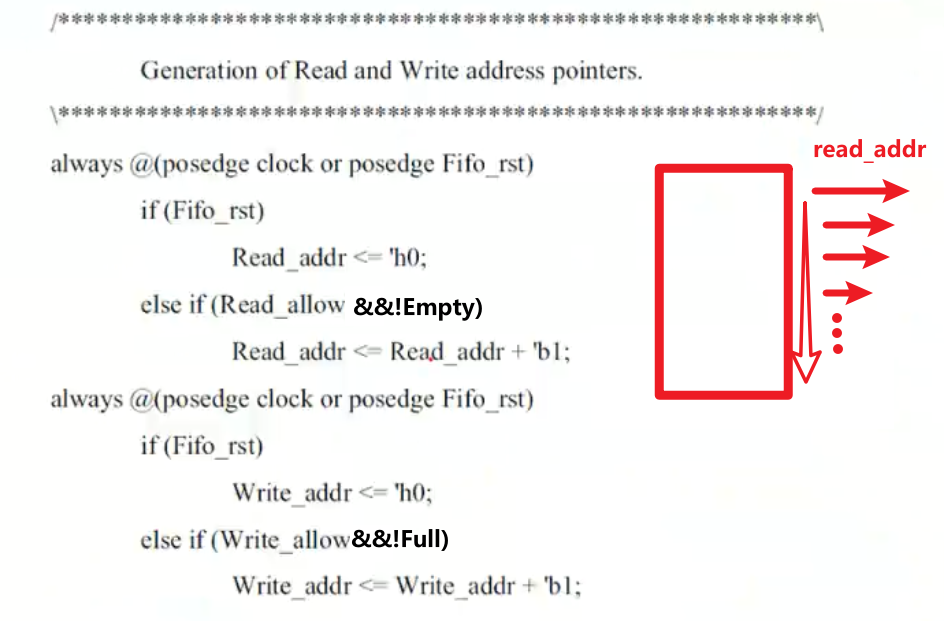 /************************************************************\
Generation of Read and Write address pointers.
\************************************************************/
always @(posedge clock or posedge Fifo_rst)
read_addr
if (Fifo_rst)
Read_addr <= 'h0;
else if (Read_allow &&!Empty)
Read_addr <= Read_addr + 'b1;
always @(posedge clock or posedge Fifo_rst)
if (Fifo_rst)
Write_addr <= 'h0;
else if (Write_allow&&!Full)
Write_addr <= Write_addr + 'b1;